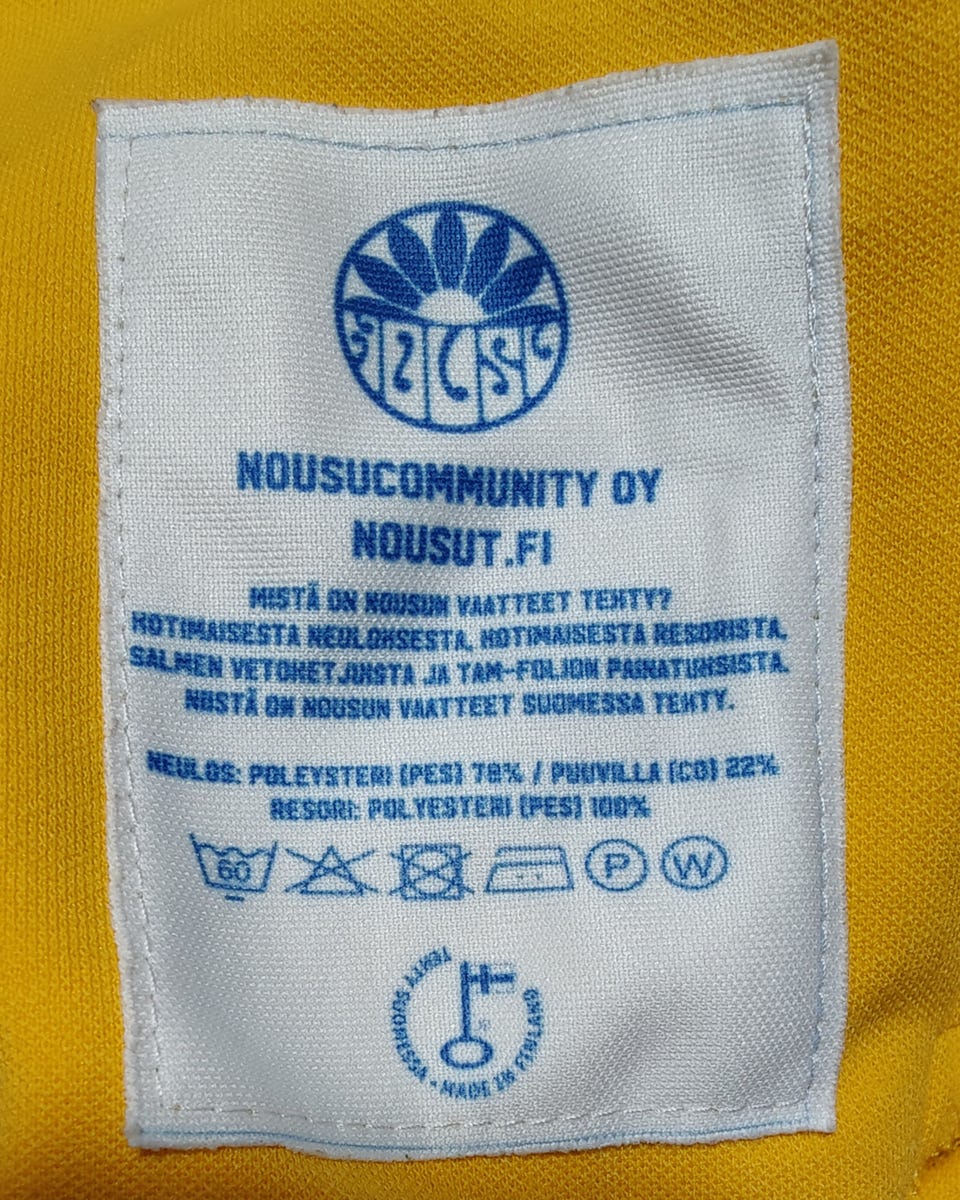 NOUSU
NOUSUCOMMUNITY OY
NOUSUT.FI
MISTÄ ON NOUSUN VAATTEET TEHTY?
KOTIMAISESTA NEULOKSESTA, KOTIMAISESTA RESORISTA,
SALMEN VETOKETJUISTA JA TAM-FOLION PAINATUKSISTA.
NIISTÄ ON NOUSUN VAATTEET SUOMESSA TEHTY.
NEULOS: POLEYSTERI (PES) 78% / PUUVILLA (CO) 22%
RESORI: POLYESTERI (PES) 100%
60 P W
TEHTY SUOMESSA • MADE IN FINLAND